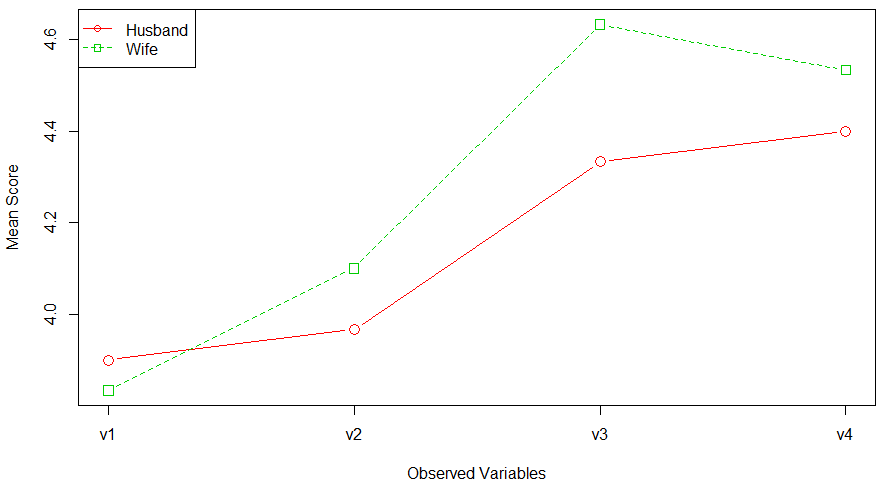 Husband
Wife
4.6
4.4
4.2
4.0
Mean Score
v1 v2 v3 v4
Observed Variables